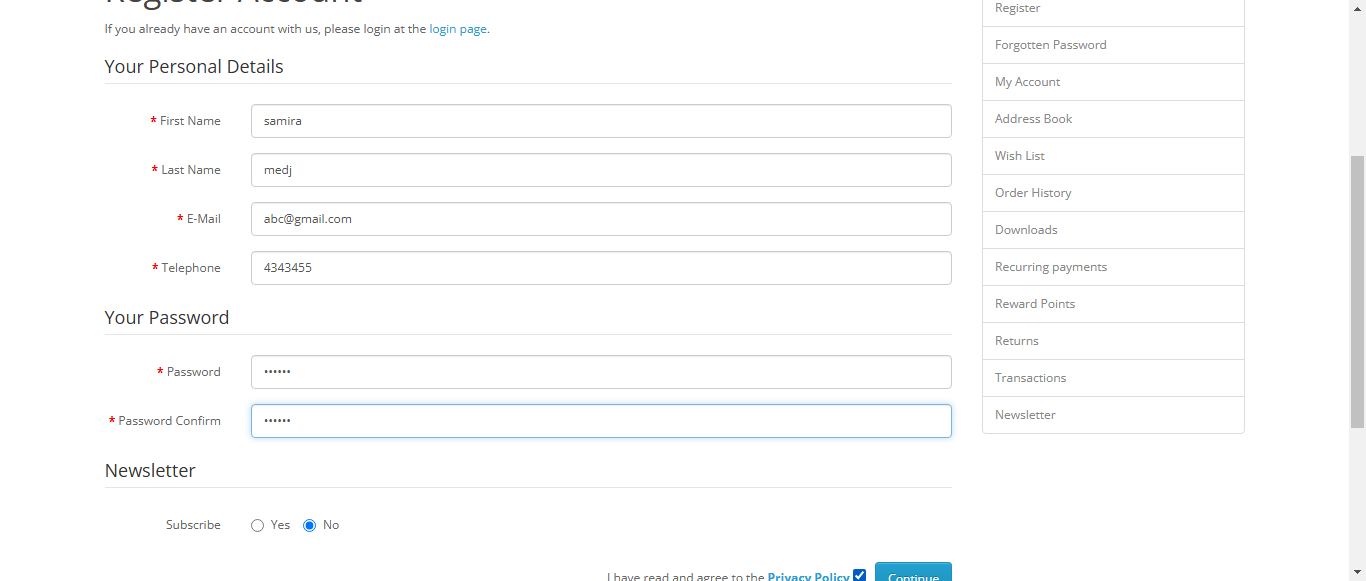 Register Account
If you already have an account with us, please login at the login page.
Your Personal Details
* First Name samira
* Last Name medj
* E-Mail abc@gmail.com
* Telephone 4343455
Your Password
* Password ••••••
* Password Confirm ••••••
Newsletter
Subscribe Yes No
I have read and agree to the Privacy Policy Continue
Register
Forgotten Password
My Account
Address Book
Wish List
Order History
Downloads
Recurring payments
Reward Points
Returns
Transactions
Newsletter